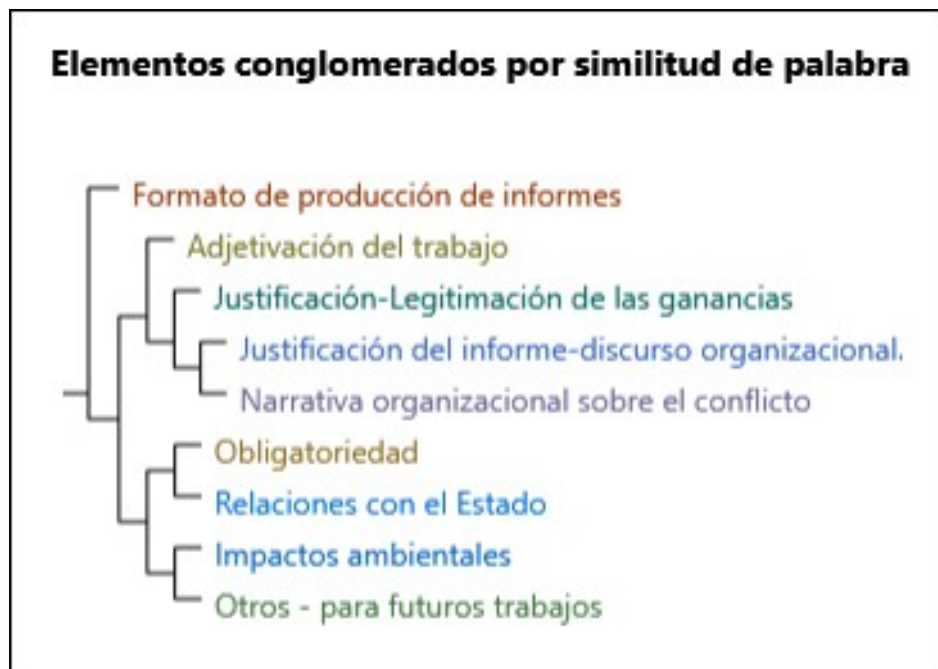 Elementos conglomerados por similitud de palabra
Formato de producción de informes
Adjetivación del trabajo
Justificación-Legitimación de las ganancias
Justificación del informe-discurso organizacional.
Narrativa organizacional sobre el conflicto
Obligatoriedad
Relaciones con el Estado
Impactos ambientales
Otros - para futuros trabajos